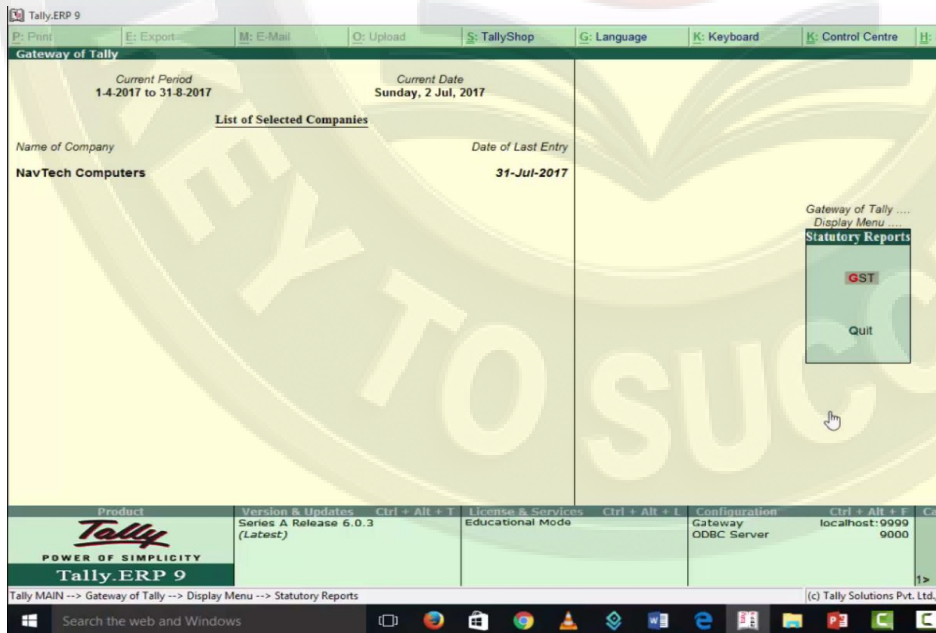 Tally.ERP 9
P: Print E: Export M: E-Mail O: Upload S: TallyShop G: Language K: Keyboard K: Control Centre H:
Gateway of Tally
Current Period Current Date
1-4-2017 to 31-8-2017 Sunday, 2 Jul, 2017
List of Selected Companies
Name of Company Date of Last Entry
NavTech Computers 31-Jul-2017
Gateway of Tally ....
Display Menu ....
Statutory Reports
GST
Quit
KEY TO SUCC
Product Version & Updates Ctrl + Alt + T License & Services Ctrl + Alt + L Configuration Ctrl + Alt + F Ca
Tally Series A Release 6.0.3 Educational Mode Gateway localhost:9999
(Latest) ODBC Server 9000
POWER OF SIMPLICITY
Tally.ERP 9
1>
Tally MAIN --> Gateway of Tally --> Display Menu --> Statutory Reports (c) Tally Solutions Pvt. Ltd.,
Search the web and Windows